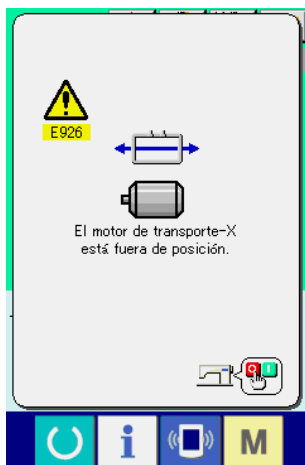 E926
El motor de transporte-X
está fuera de posición.
i
M